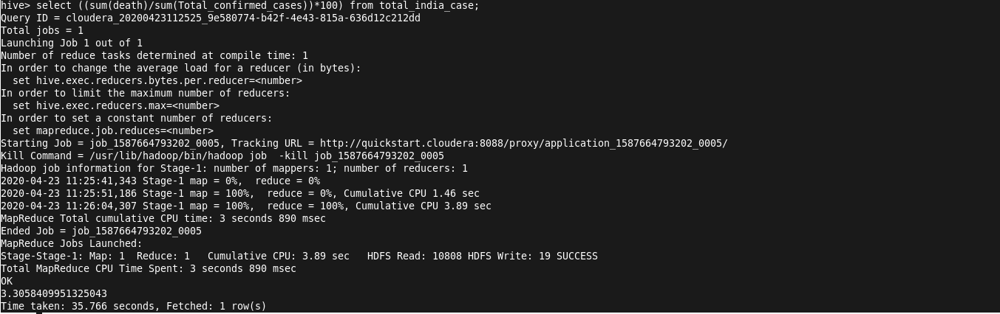 hive> select ((sum(death)/sum(Total_confirmed_cases))*100) from total_india_case;
Query ID = cloudera_20200423112525_9e580774-b42f-4e43-815a-636d12c212dd
Total jobs = 1
Launching Job 1 out of 1
Number of reduce tasks determined at compile time: 1
In order to change the average load for a reducer (in bytes):
  set hive.exec.reducers.bytes.per.reducer=<number>
In order to limit the maximum number of reducers:
  set hive.exec.reducers.max=<number>
In order to set a constant number of reducers:
  set mapreduce.job.reduces=<number>
Starting Job = job_1587664793202_0005, Tracking URL = http://quickstart.cloudera:8088/proxy/application_1587664793202_0005/
Kill Command = /usr/lib/hadoop/bin/hadoop job  -kill job_1587664793202_0005
Hadoop job information for Stage-1: number of mappers: 1; number of reducers: 1
2020-04-23 11:25:41,343 Stage-1 map = 0%,  reduce = 0%
2020-04-23 11:25:51,186 Stage-1 map = 100%,  reduce = 0%, Cumulative CPU 1.46 sec
2020-04-23 11:26:04,307 Stage-1 map = 100%,  reduce = 100%, Cumulative CPU 3.89 sec
MapReduce Total cumulative CPU time: 3 seconds 890 msec
Ended Job = job_1587664793202_0005
MapReduce Jobs Launched:
Stage-Stage-1: Map: 1  Reduce: 1   Cumulative CPU: 3.89 sec   HDFS Read: 10808 HDFS Write: 19 SUCCESS
Total MapReduce CPU Time Spent: 3 seconds 890 msec
OK
3.3058409951325043
Time taken: 35.766 seconds, Fetched: 1 row(s)